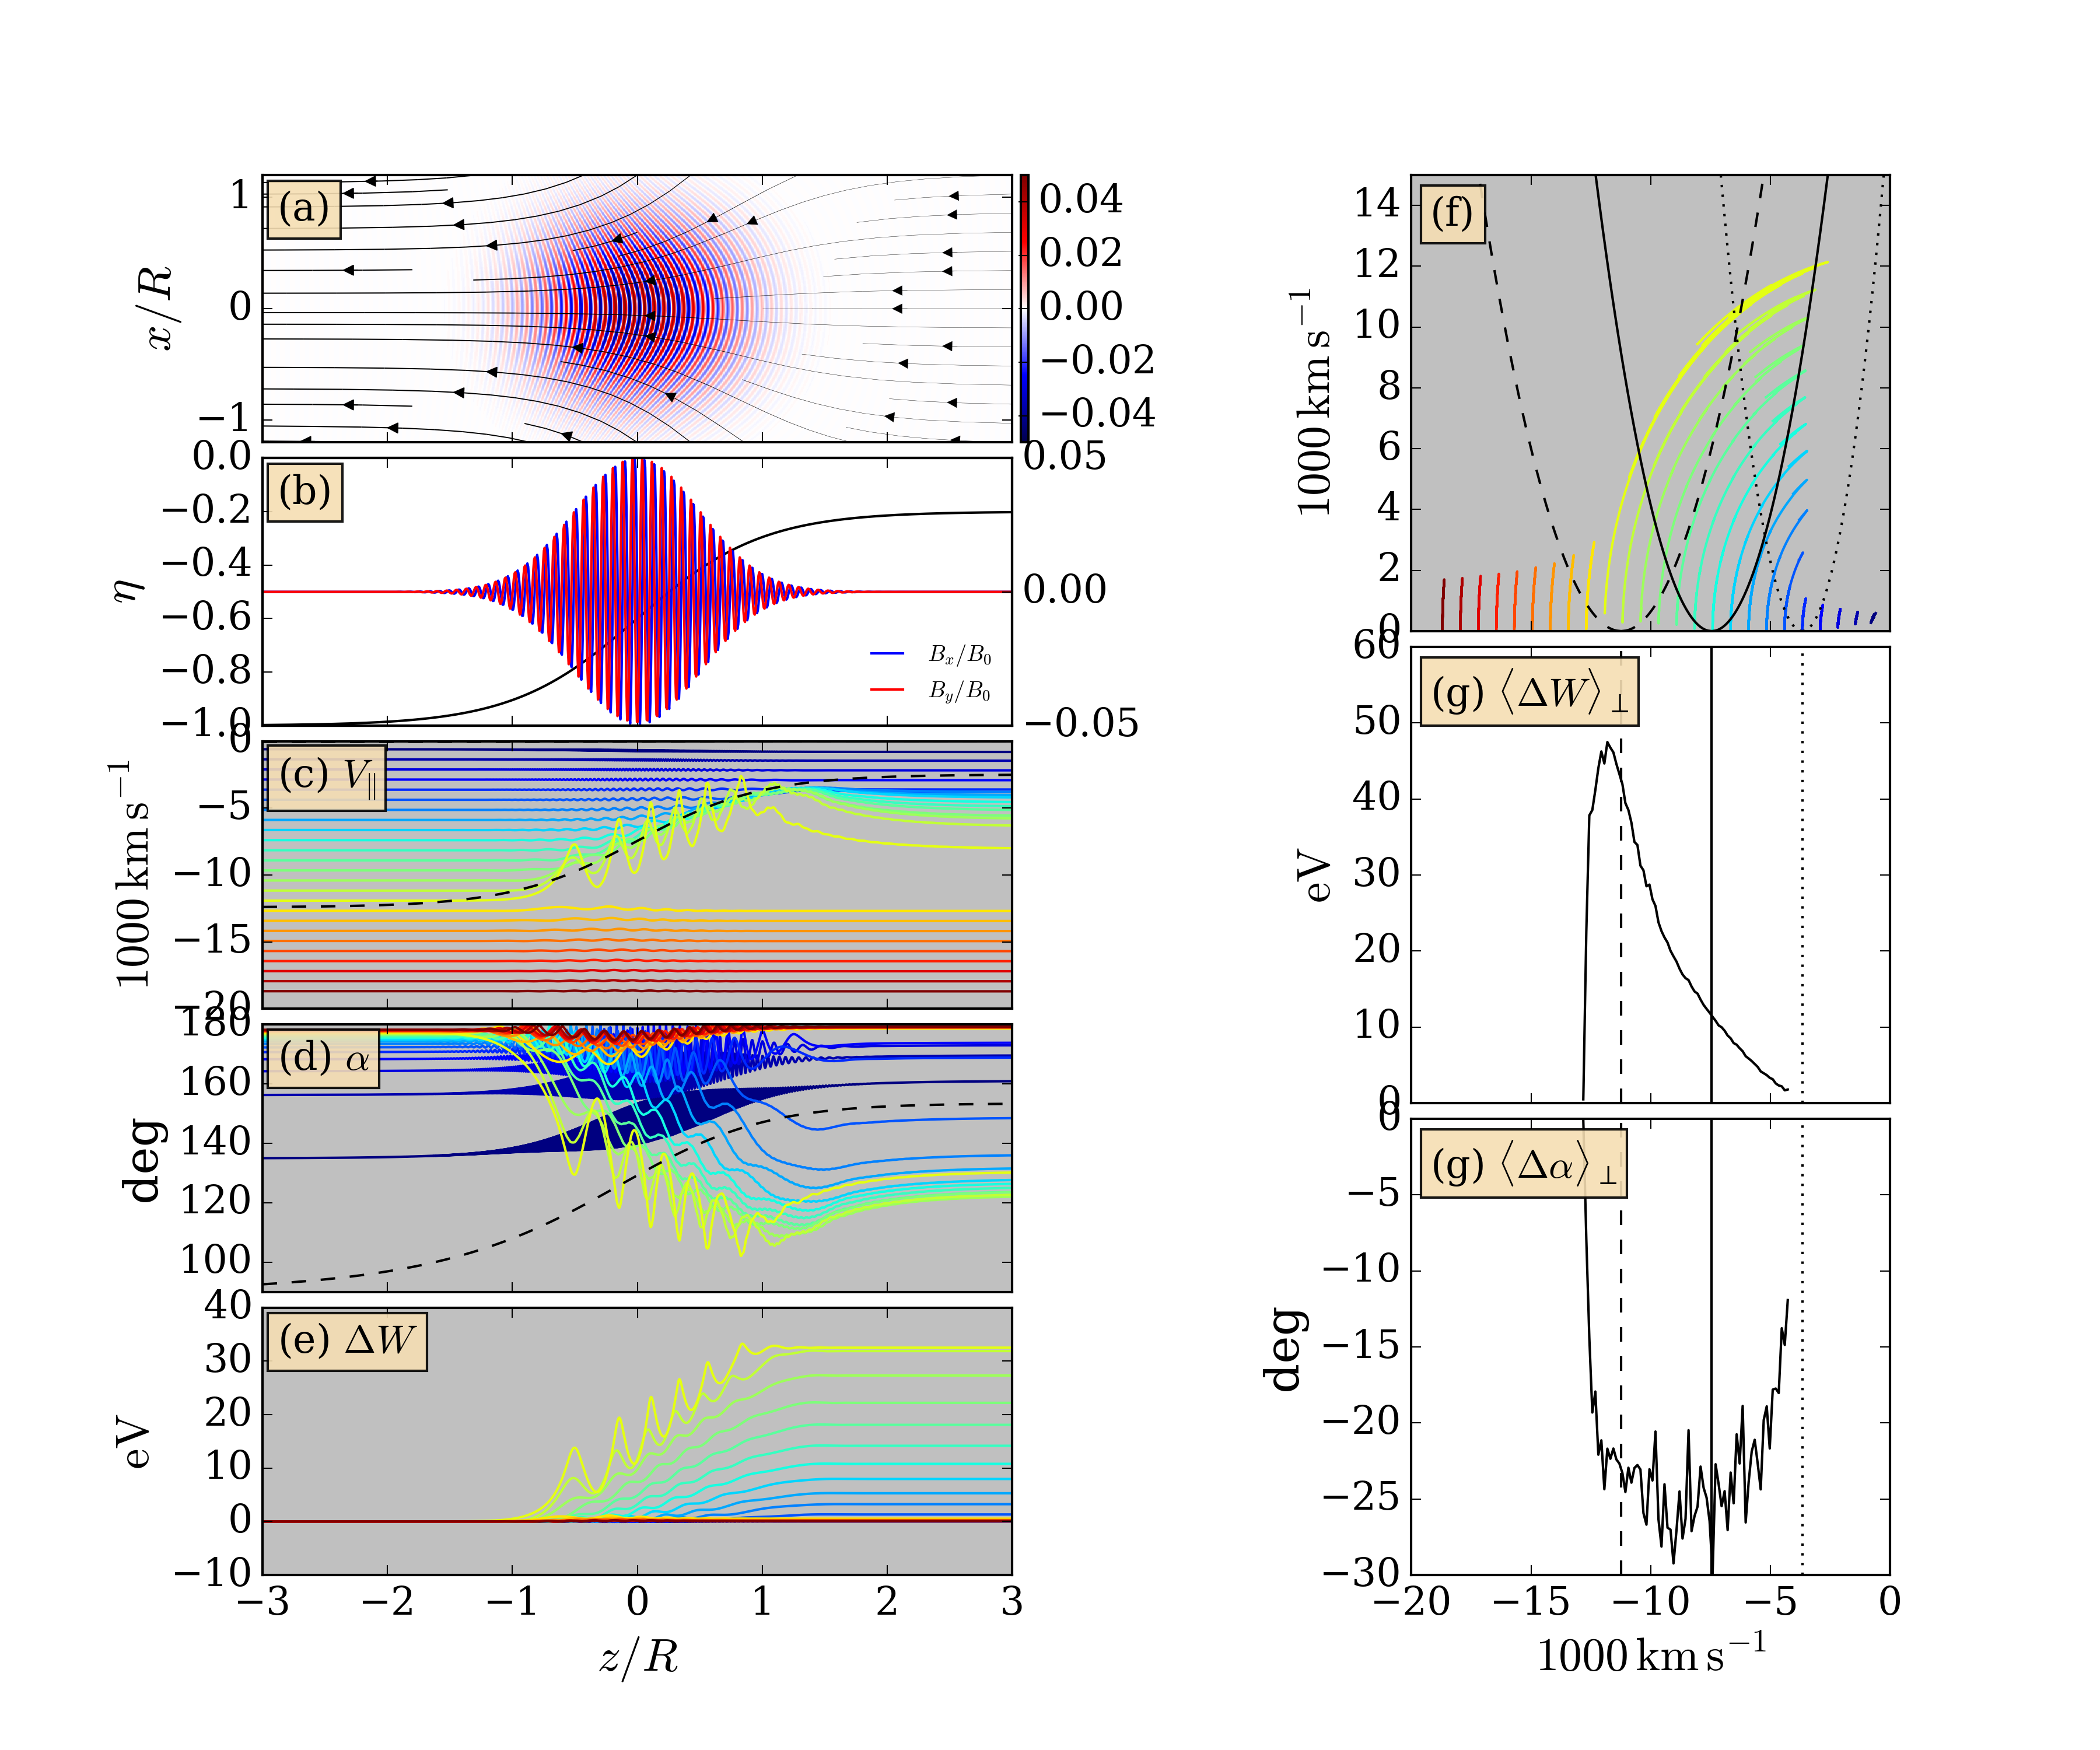 (a)
x/R
1
0
−1
0.04
0.02
0.00
−0.02
−0.04
(b)
η
0.0
−0.2
−0.4
−0.6
−0.8
−1.0
0.05
0.00
−0.05
B_x/B_0
B_y/B_0
(c) V_∥
1000 km s^{−1}
0
−5
−10
−15
−20
(d) α
deg
180
160
140
120
100
(e) ΔW
eV
40
30
20
10
0
−10
−3 −2 −1 0 1 2 3
z/R
(f)
1000 km s^{−1}
14
12
10
8
6
4
2
0
(g) ⟨ΔW⟩_⊥
eV
60
50
40
30
20
10
0
(g) ⟨Δα⟩_⊥
deg
0
−5
−10
−15
−20
−25
−30
−20 −15 −10 −5 0
1000 km s^{−1}